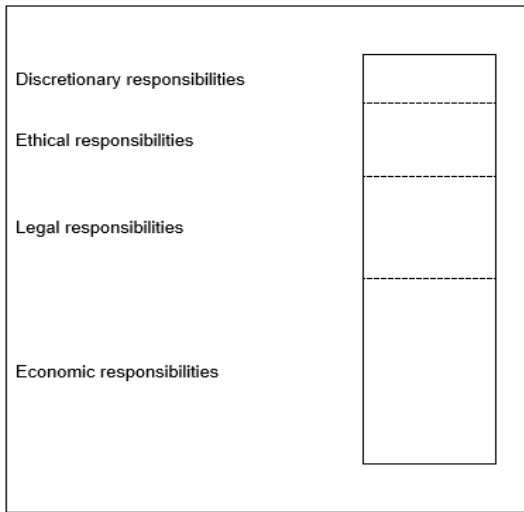 Discretionary responsibilities
Ethical responsibilities
Legal responsibilities
Economic responsibilities